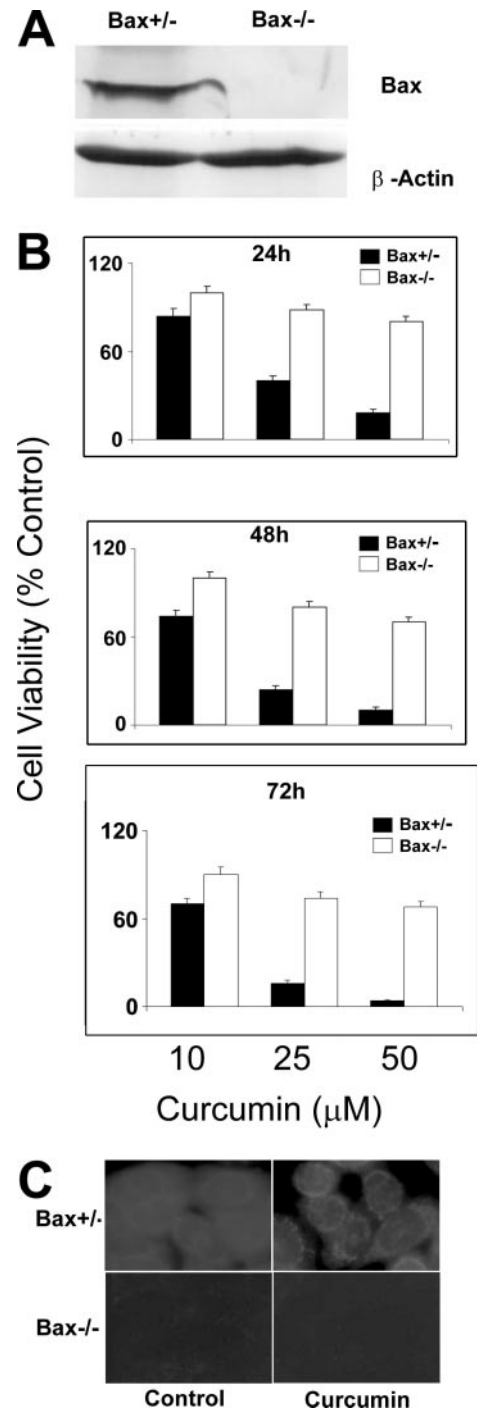 A
Bax+/- Bax-/-
Bax
β -Actin
B
Cell Viability (% Control)
24h
Bax+/-
Bax-/-
120
60
0
48h
Bax+/-
Bax-/-
120
60
0
72h
Bax+/-
Bax-/-
120
60
0
10 25 50
Curcumin (μM)
C
Bax+/-
Bax-/-
Control Curcumin